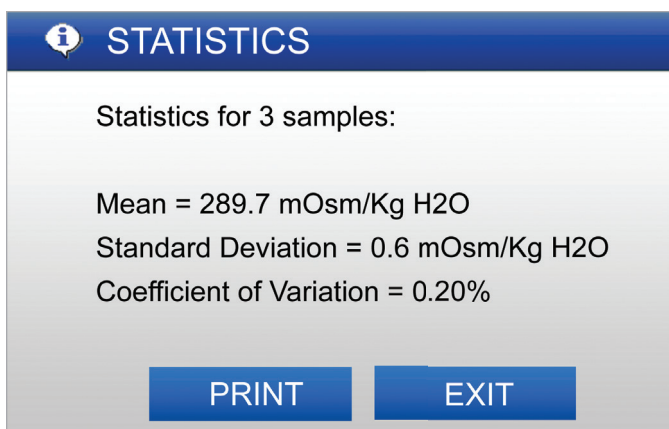 STATISTICS
Statistics for 3 samples:
Mean = 289.7 mOsm/Kg H2O
Standard Deviation = 0.6 mOsm/Kg H2O
Coefficient of Variation = 0.20%
PRINT EXIT